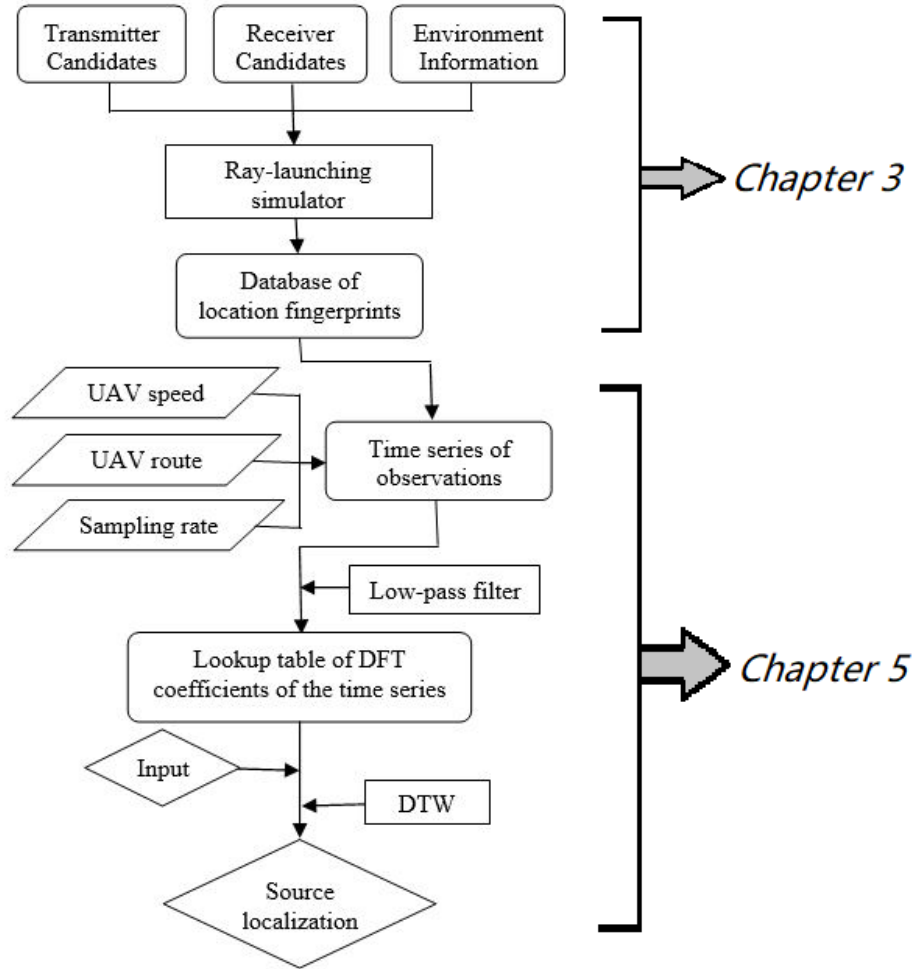 Transmitter
Candidates
Receiver
Candidates
Environment
Information
Ray-launching
simulator
Chapter 3
Database of
location fingerprints
UAV speed
UAV route
Sampling rate
Time series of
observations
Low-pass filter
Lookup table of DFT
coefficients of the time series
Chapter 5
Input
DTW
Source
localization